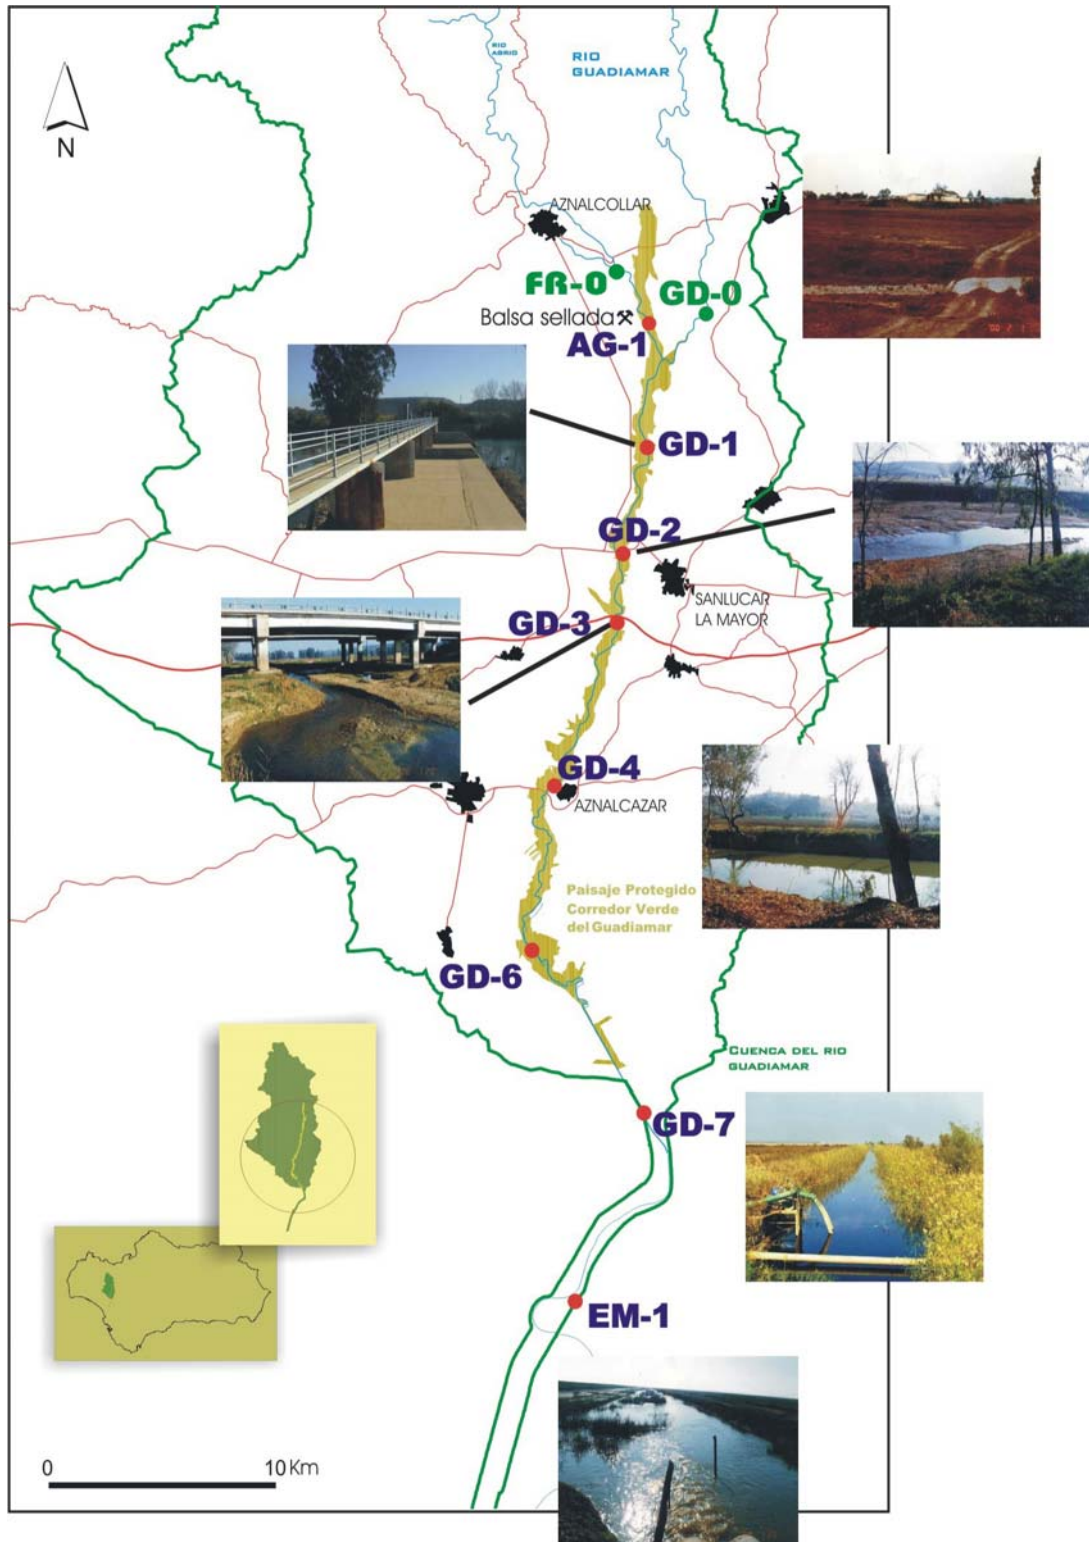 RIO
AGRIO
RIO
GUADIAMAR
N
AZNALCOLLAR
FR-0
GD-0
Balsa sellada
AG-1
GD-1
GD-2
SANLUCAR
LA MAYOR
GD-3
GD-4
AZNALCAZAR
Paisaje Protegido
Corredor Verde
del Guadiamar
GD-6
CUENCA DEL RIO
GUADIAMAR
GD-7
EM-1
0 10 Km